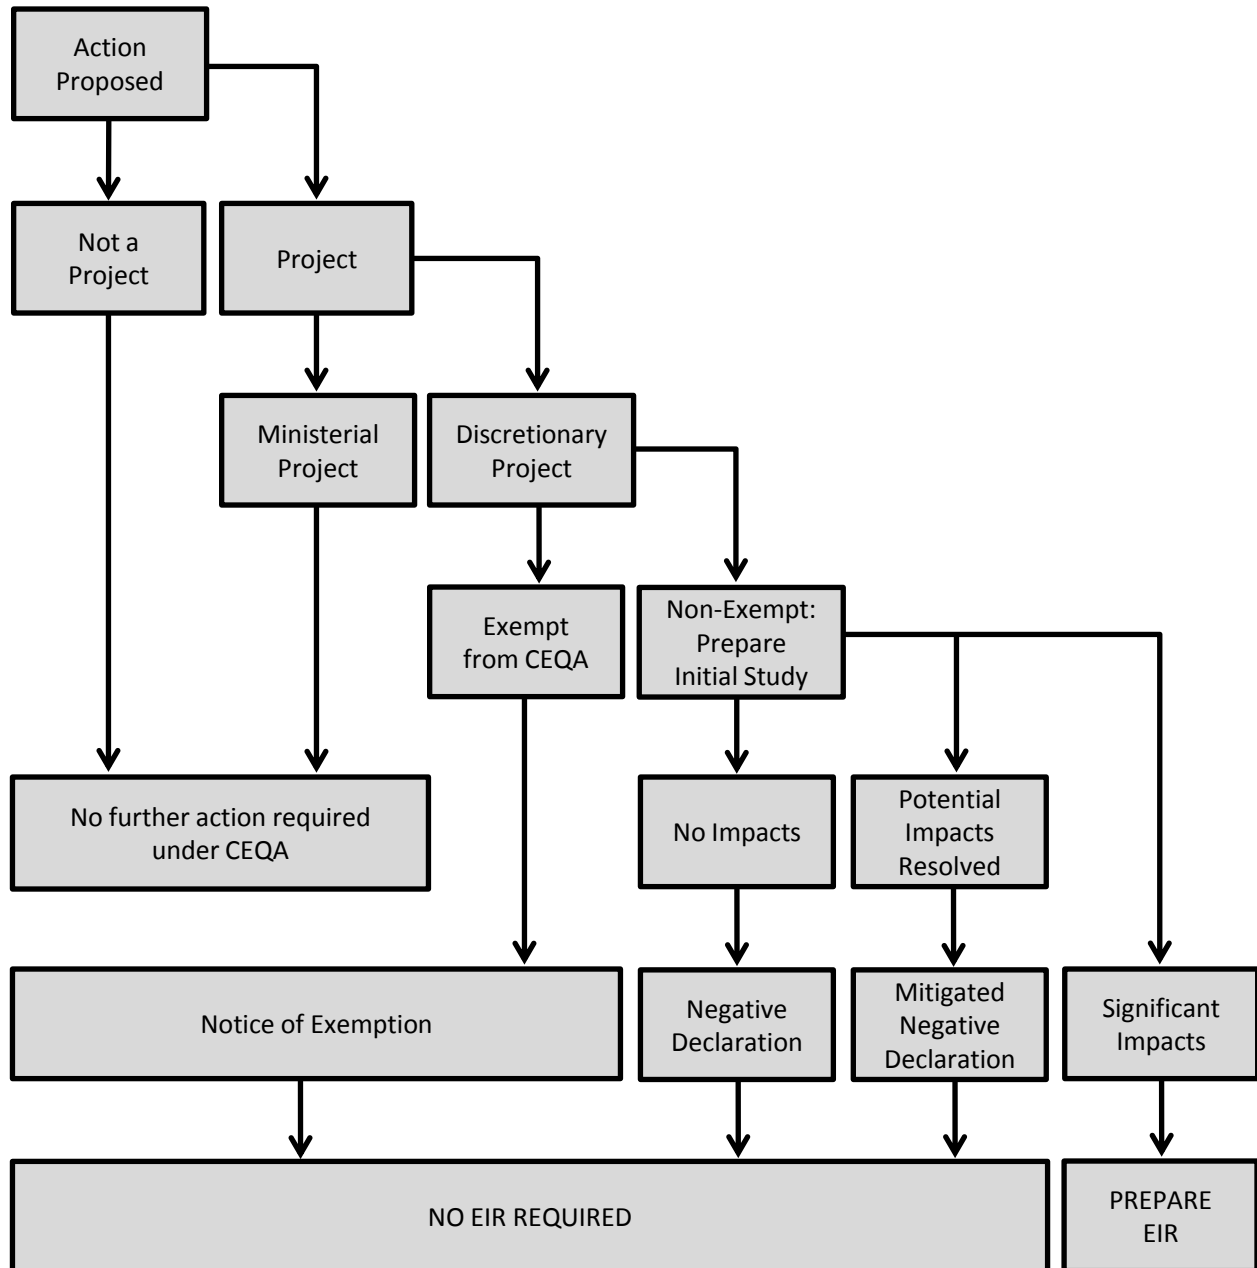 Action
Proposed
Not a
Project
Project
Ministerial
Project
Discretionary
Project
Exempt
from CEQA
Non-Exempt:
Prepare
Initial Study
No further action required
under CEQA
No Impacts
Potential
Impacts
Resolved
Notice of Exemption
Negative
Declaration
Mitigated
Negative
Declaration
Significant
Impacts
NO EIR REQUIRED
PREPARE
EIR